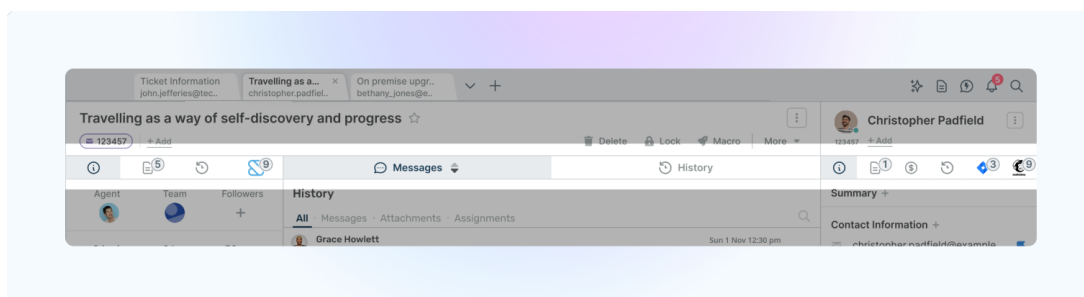 Ticket Information
john.jefferies@tec..
Travelling as a... ×
christopher.padfiel..
On premise upgr..
bethany_jones@e..
5
Travelling as a way of self-discovery and progress
Christopher Padfield
123457
+ Add
Delete
Lock
Macro
More
123457
+ Add
5
9
Messages
History
1
3
9
Agent
Team
Followers
History
Summary +
All · Messages · Attachments · Assignments
Contact Information +
Grace Howlett
Sun 1 Nov 12:30 pm
christopher.padfield@example